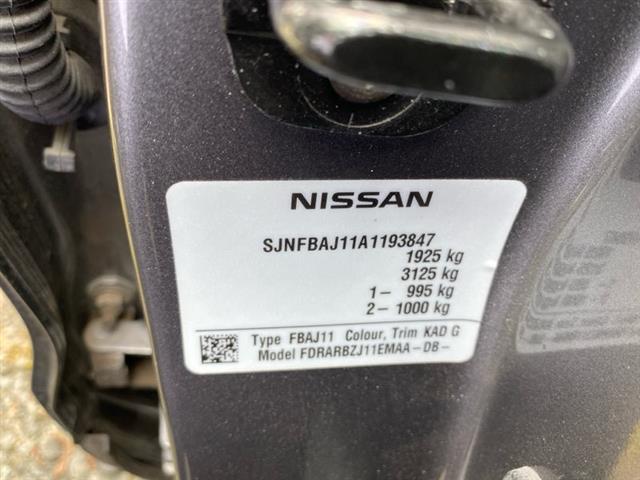 NISSAN
SJNFBAJ11A1193847
1925 kg
3125 kg
1- 995 kg
2- 1000 kg
Type FBAJ11 Colour, Trim KAD G
Model FDRARBZJ11EMAA-DB-